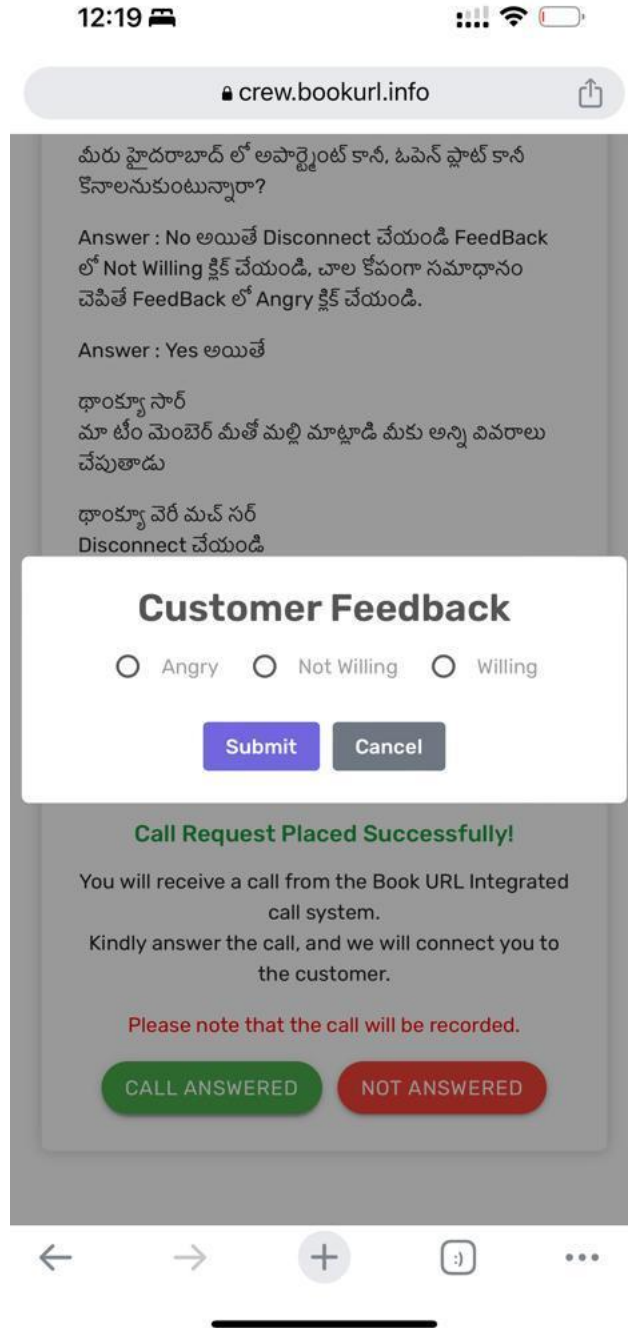 12:19
crew.bookurl.info
మీరు హైదరాబాద్ లో అపార్ట్మెంట్ కానీ, ఓపెన్ ప్లాట్ కానీ
కొనాలనుకుంటున్నారా?
Answer : No అయితే Disconnect చేయండి FeedBack
లో Not Willing క్లిక్ చేయండి, చాల కోపంగా సమాధానం
చెపితే FeedBack లో Angry క్లిక్ చేయండి.
Answer : Yes అయితే
థాంక్యూ సార్
మా టీం మెంబెర్ మీతో మల్లి మాట్లాడి మీకు అన్ని వివరాలు
చేపుతాడు
థాంక్యూ వెరీ మచ్ సర్
Disconnect చేయండి
Customer Feedback
Angry Not Willing Willing
Submit Cancel
Call Request Placed Successfully!
You will receive a call from the Book URL Integrated
call system.
Kindly answer the call, and we will connect you to
the customer.
Please note that the call will be recorded.
CALL ANSWERED NOT ANSWERED
:)